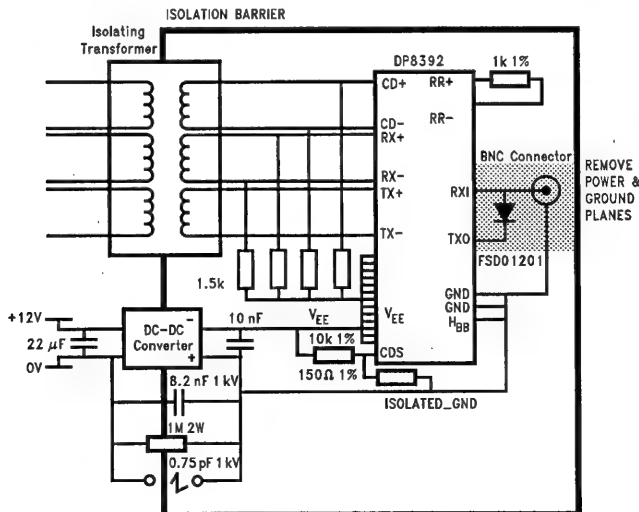 ISOLATION BARRIER
Isolating
Transformer
DP8392
1k 1%
CD+
RR+
CD-
RR-
RX+
BNC Connector
REMOVE
POWER &
GROUND
PLANES
RX-
RXI
TX+
TX-
TXO
FSD01201
1.5k
GND
GND
HBB
VEE
VEE
+12V
22 µF
0V
DC-DC
Converter
-
+
10 nF
10k 1%
CDS
150Ω 1%
8.2 nF 1 kV
ISOLATED_GND
1M 2W
0.75 pF 1 kV